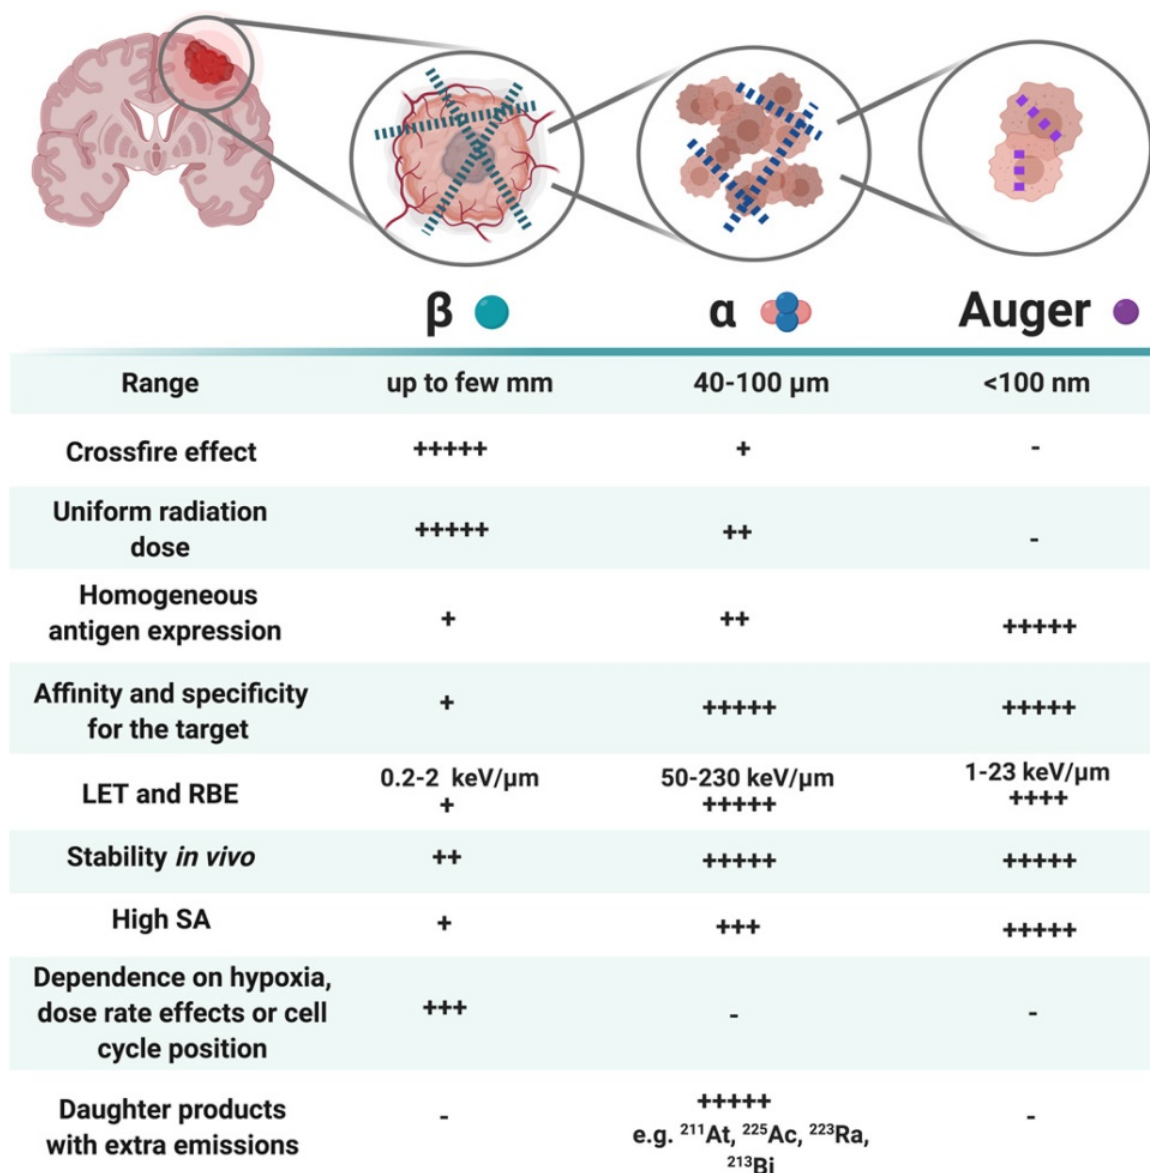 β α Auger
Range up to few mm 40-100 μm <100 nm
Crossfire effect +++++ + -
Uniform radiation
dose +++++ ++ -
Homogeneous
antigen expression + ++ +++++
Affinity and specificity
for the target + +++++ +++++
LET and RBE 0.2-2 keV/μm 50-230 keV/μm 1-23 keV/μm
+ +++++ ++++
Stability in vivo ++ +++++ +++++
High SA + +++ +++++
Dependence on hypoxia,
dose rate effects or cell
cycle position +++ - -
Daughter products
with extra emissions - +++++ -
e.g. ²¹¹At, ²²⁵Ac, ²²³Ra,
²¹³Bi